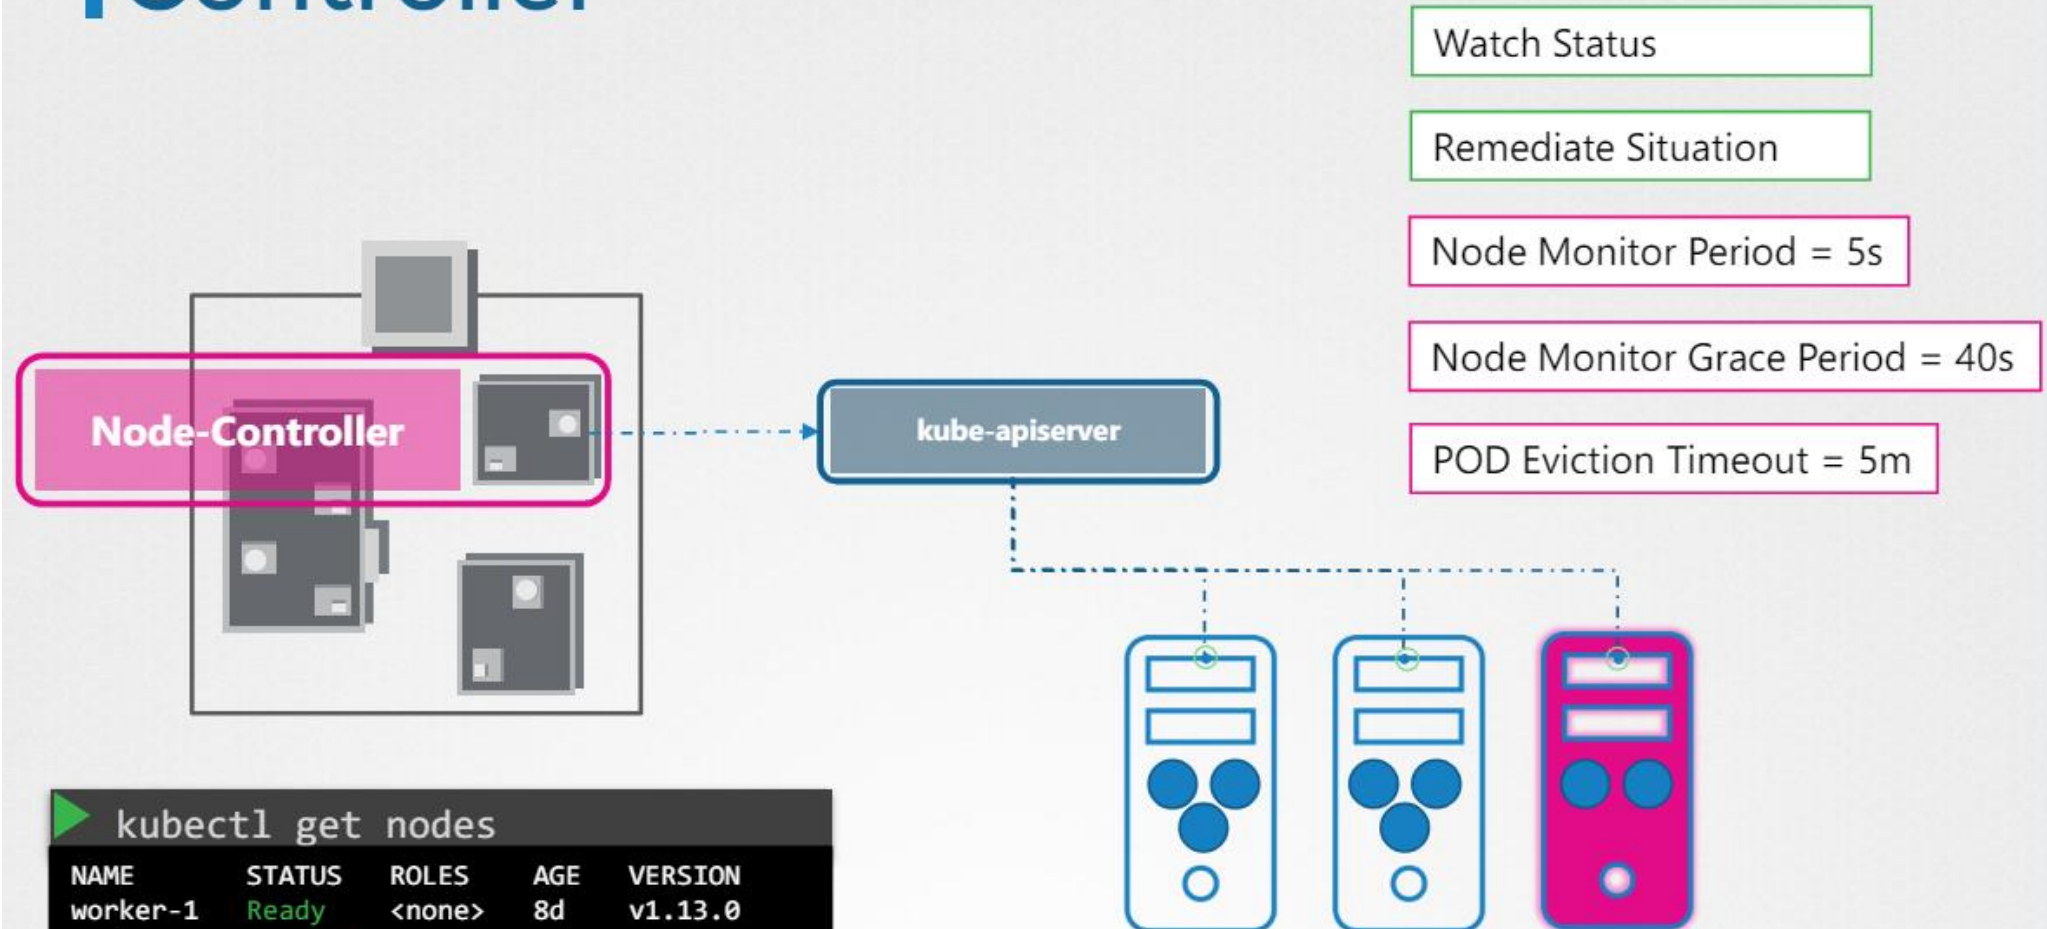 Controller
Watch Status
Remediate Situation
Node Monitor Period = 5s
Node Monitor Grace Period = 40s
POD Eviction Timeout = 5m
Node-Controller
kube-apiserver
kubectl get nodes
NAME STATUS ROLES AGE VERSION
worker-1 Ready <none> 8d v1.13.0